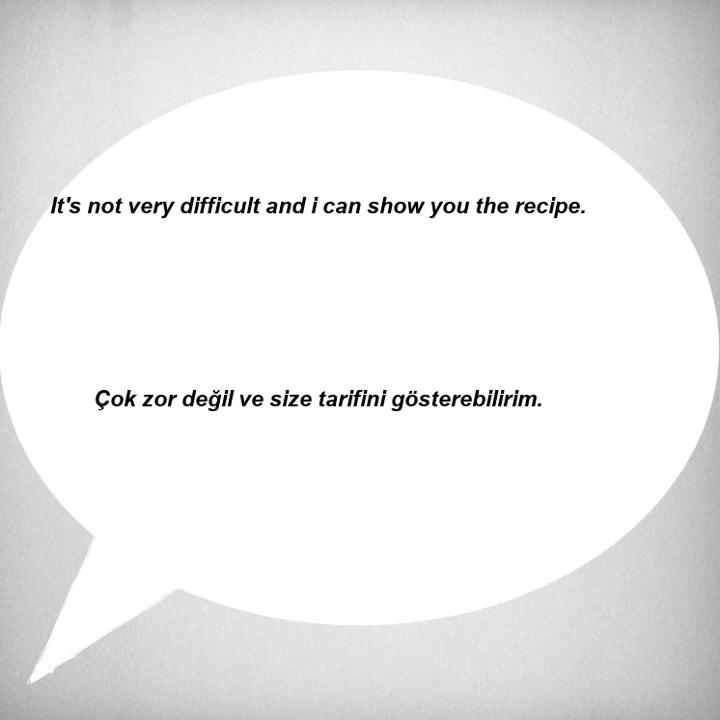 It's not very difficult and i can show you the recipe.
Çok zor değil ve size tarifini gösterebilirim.